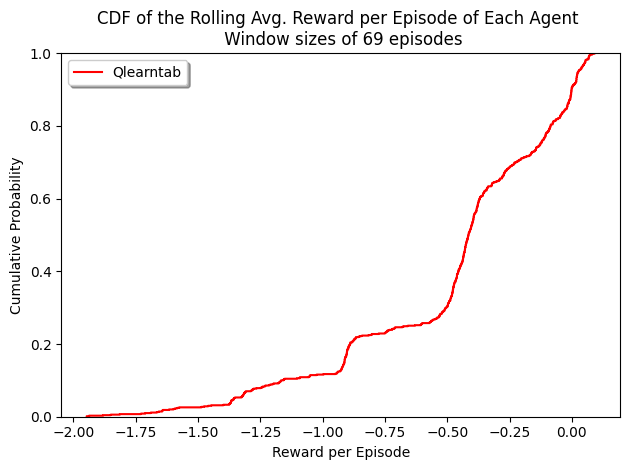 CDF of the Rolling Avg. Reward per Episode of Each Agent
Window sizes of 69 episodes
Qlearntab
1.0
0.8
0.6
0.4
0.2
0.0
Cumulative Probability
−2.00 −1.75 −1.50 −1.25 −1.00 −0.75 −0.50 −0.25 0.00
Reward per Episode